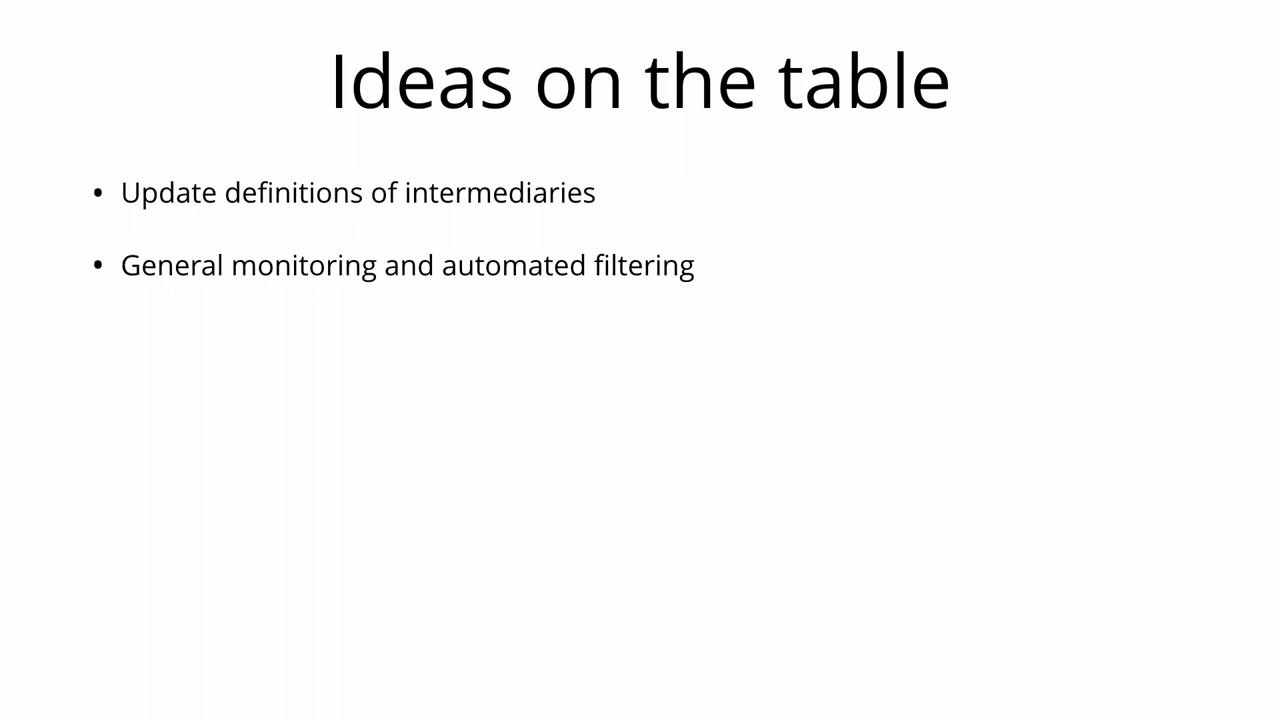 Ideas on the table
• Update definitions of intermediaries
• General monitoring and automated filtering